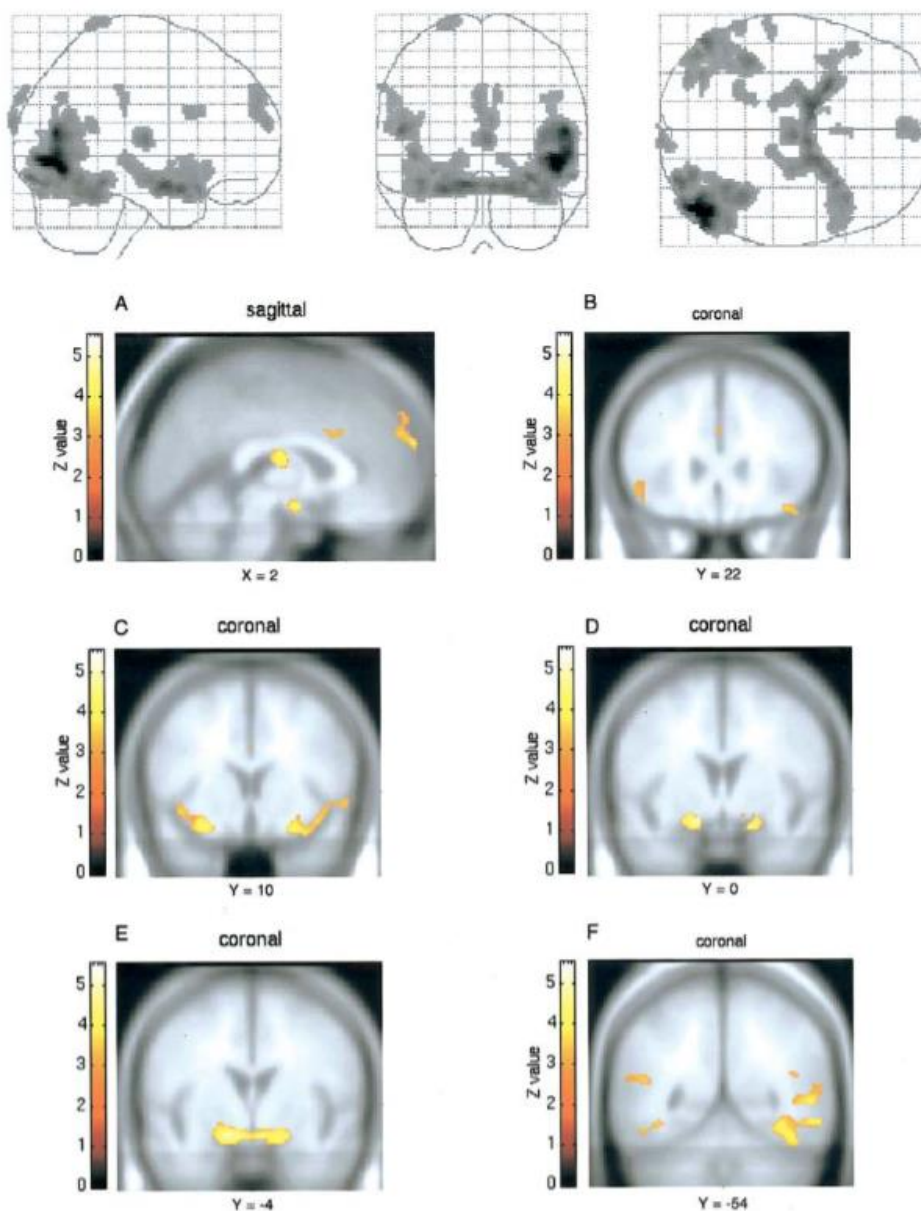 A
sagittal
5
4
3
2
1
0
Z value
X = 2
B
coronal
5
4
3
2
1
0
Z value
Y = 22
C
coronal
5
4
3
2
1
0
Z value
Y = 10
D
coronal
5
4
3
2
1
0
Z value
Y = 0
E
coronal
5
4
3
2
1
0
Z value
Y = -4
F
coronal
5
4
3
2
1
0
Z value
Y = -54